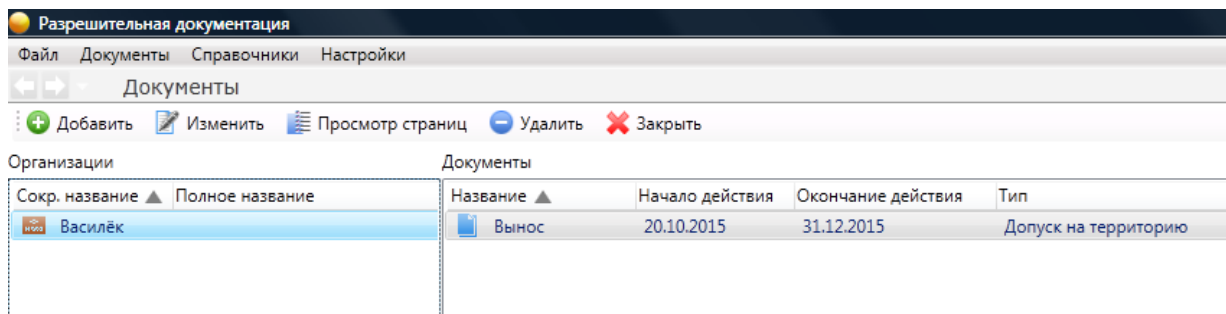 Разрешительная документация
Файл Документы Справочники Настройки
Документы
Добавить Изменить Просмотр страниц Удалить Закрыть
Организации Документы
Сокр. название Полное название Название Начало действия Окончание действия Тип
Василёк Вынос 20.10.2015 31.12.2015 Допуск на территорию